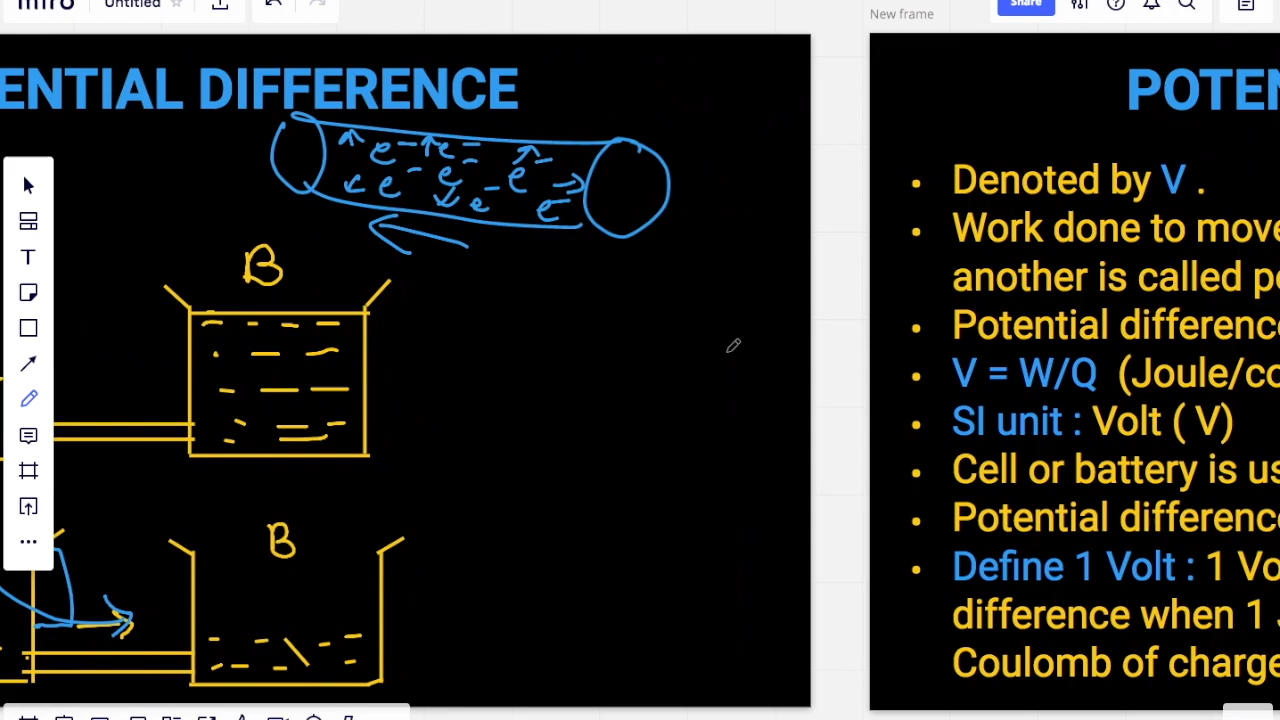 miro
Untitled
New frame
Share
ENTIAL DIFFERENCE
e- e-
e- e- e-
e- e-
B
B
POTEN
• Denoted by V .
• Work done to move
another is called p
• Potential differenc
• V = W/Q (Joule/co
• SI unit : Volt ( V)
• Cell or battery is us
• Potential differenc
• Define 1 Volt : 1 Vo
difference when 1
Coulomb of charge